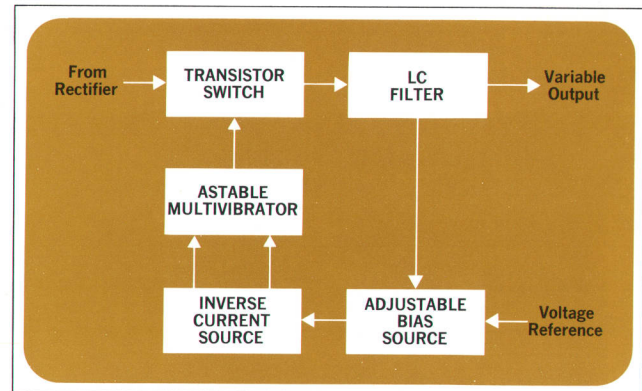 From
Rectifier
TRANSISTOR
SWITCH
LC
FILTER
Variable
Output
ASTABLE
MULTIVIBRATOR
INVERSE
CURRENT
SOURCE
ADJUSTABLE
BIAS
SOURCE
Voltage
Reference